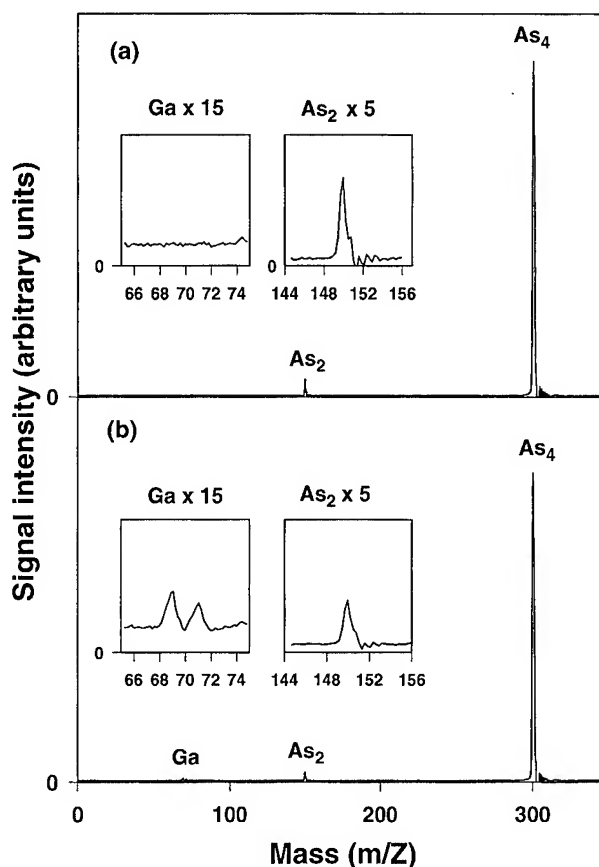 (a)
As₄
Ga x 15
As₂ x 5
0
66 68 70 72 74
0
144 148 152 156
As₂
0
(b)
As₄
Ga x 15
As₂ x 5
0
66 68 70 72 74
144 148 152 156
Ga
As₂
0
0 100 200 300
Mass (m/Z)
Signal intensity (arbitrary units)